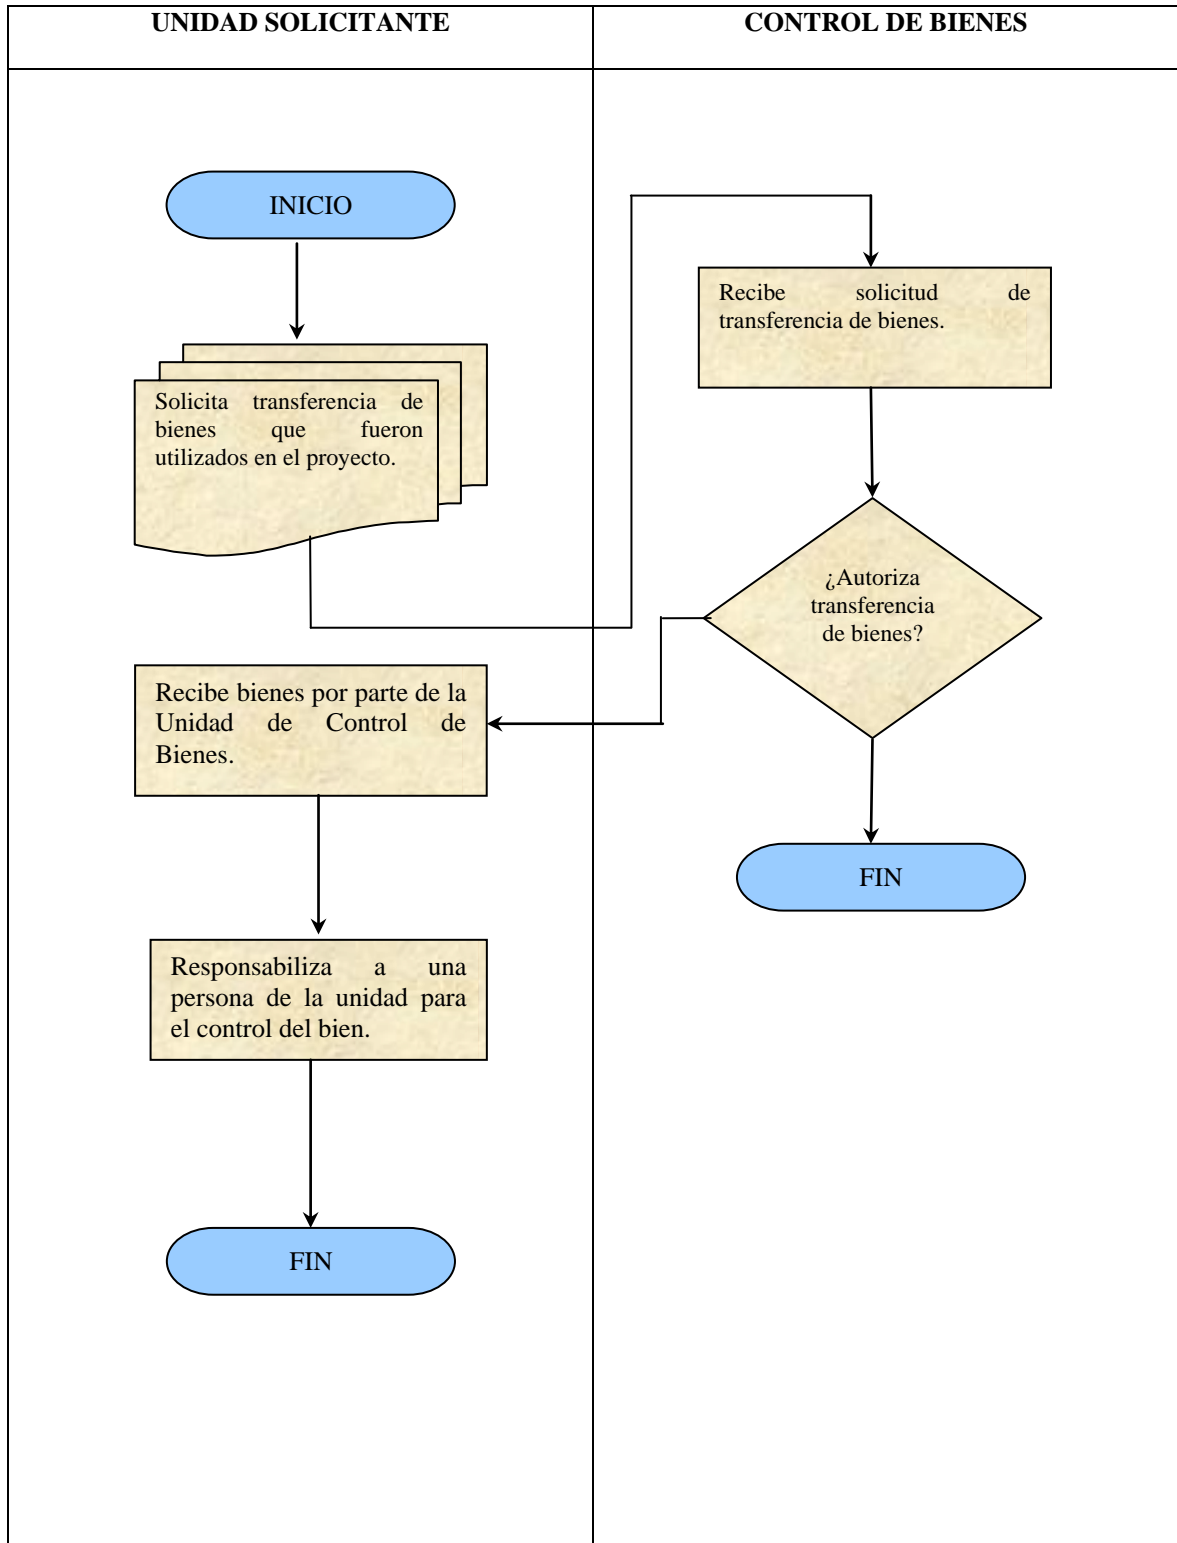 UNIDAD SOLICITANTE
CONTROL DE BIENES
INICIO
Solicita transferencia de
bienes que fueron
utilizados en el proyecto.
Recibe solicitud de
transferencia de bienes.
¿Autoriza
transferencia
de bienes?
Recibe bienes por parte de la
Unidad de Control de
Bienes.
FIN
Responsabiliza a una
persona de la unidad para
el control del bien.
FIN